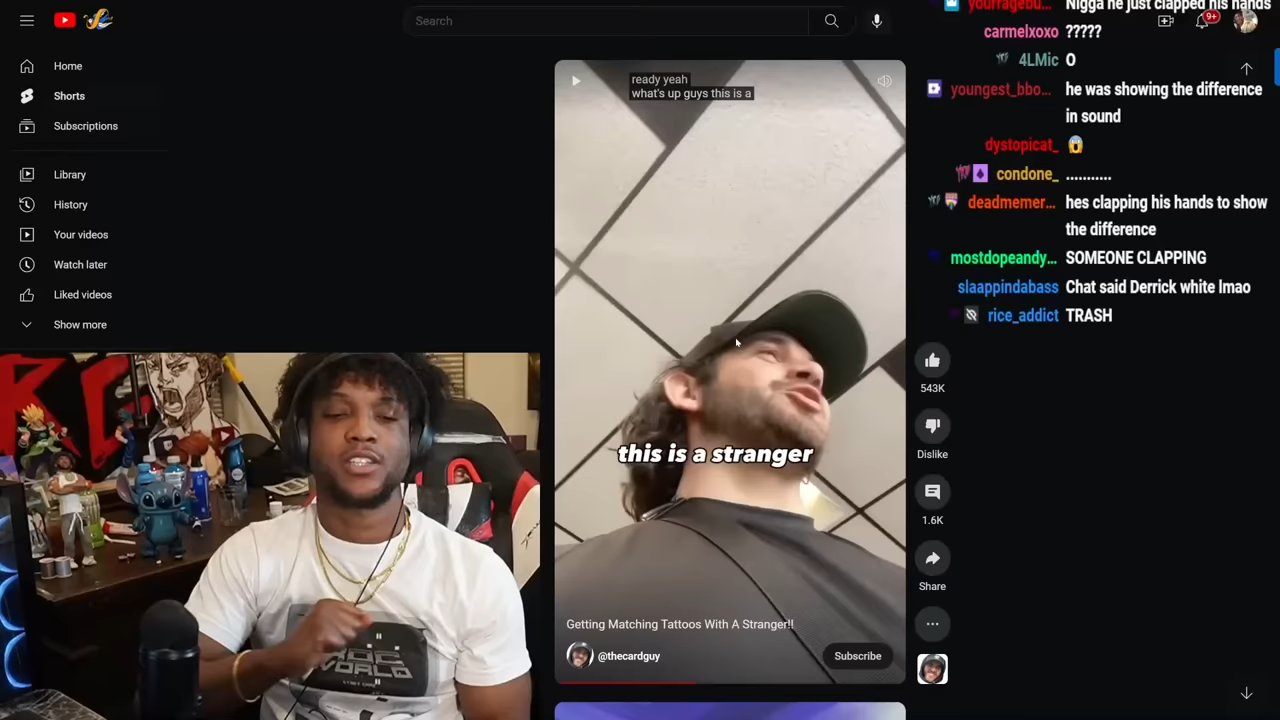 Search
9+
Home
Shorts
Subscriptions
Library
History
Your videos
Watch later
Liked videos
Show more
ready yeah
what's up guys this is a
this is a stranger
Getting Matching Tattoos With A Stranger!!
@thecardguy
Subscribe
543K
Dislike
1.6K
Share
yourragebu... Nigga he just clapped his hands
carmelxoxo ?????
4LMic O
youngest_bbo... he was showing the difference
in sound
dystopicat_
condone_ ...........
deadmemer... hes clapping his hands to show
the difference
mostdopeandy... SOMEONE CLAPPING
slaappindabass Chat said Derrick white lmao
rice_addict TRASH
WORLD